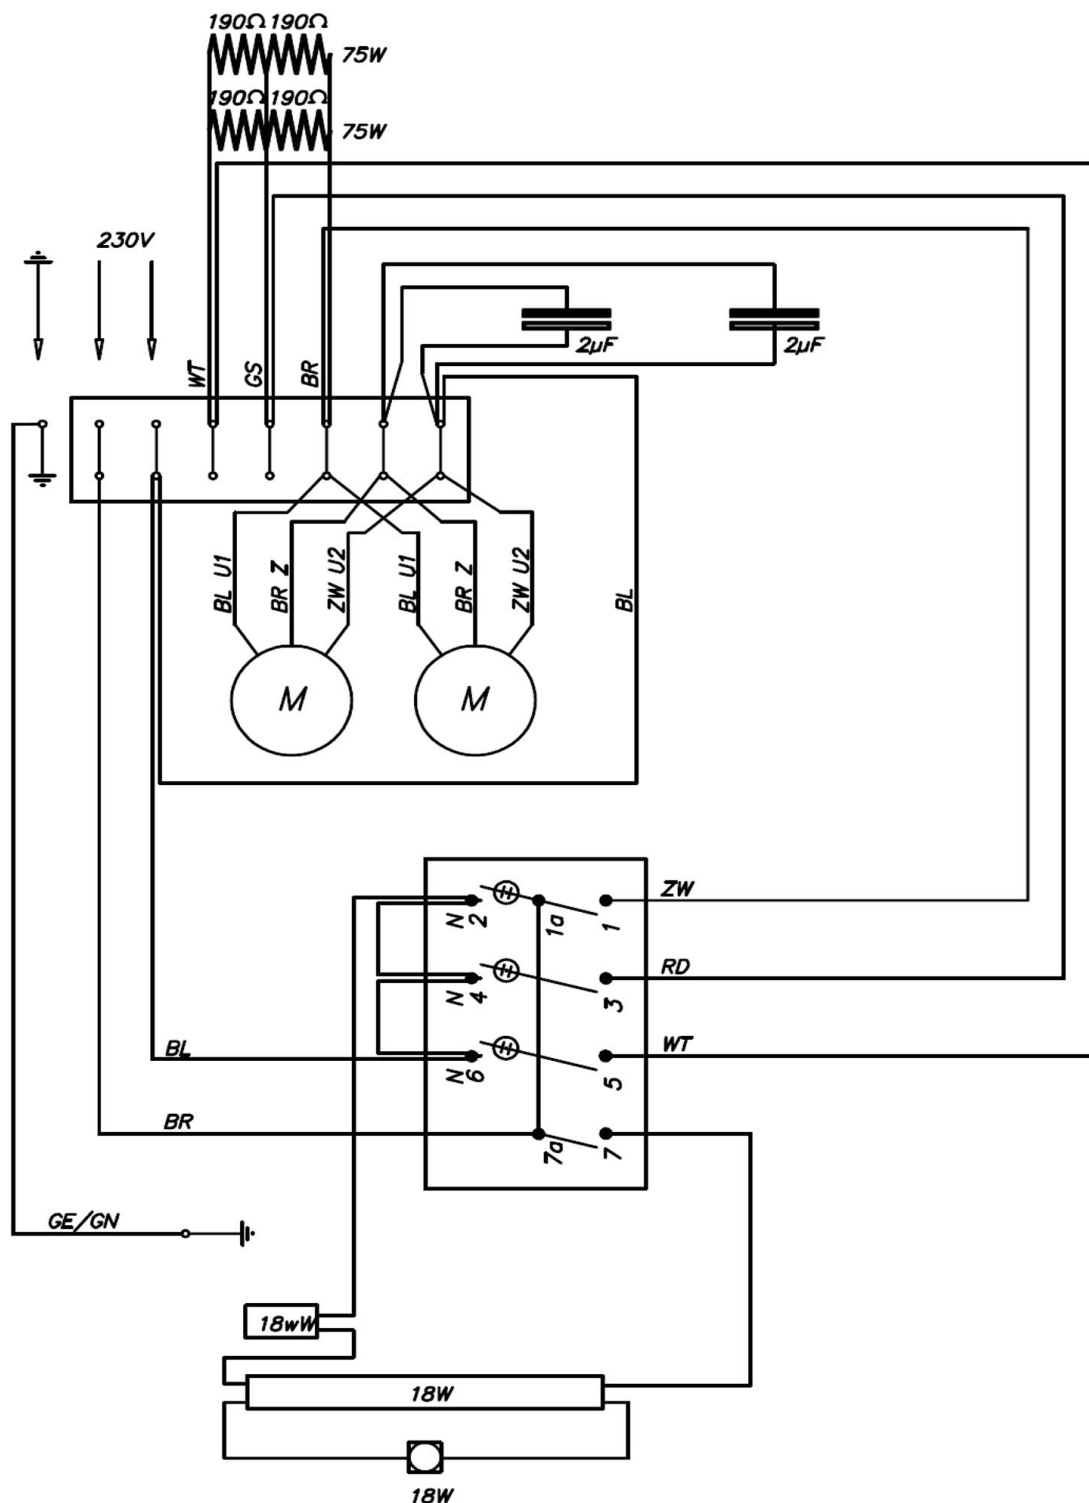 190Ω 190Ω
75W
190Ω 190Ω
75W
230V
WT
GS
BR
2µF
2µF
BL U1
BR Z
ZW U2
BL U1
BR Z
ZW U2
BL
M
M
N
2
1a
1
ZW
N
4
3
RD
BL
N
6
5
WT
BR
7a
7
GE/GN
18wW
18W
18W